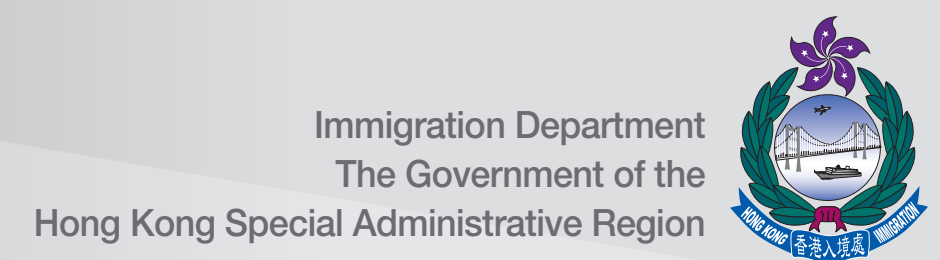 Immigration Department
The Government of the
Hong Kong Special Administrative Region
HONG KONG 香港入境處 IMMIGRATION